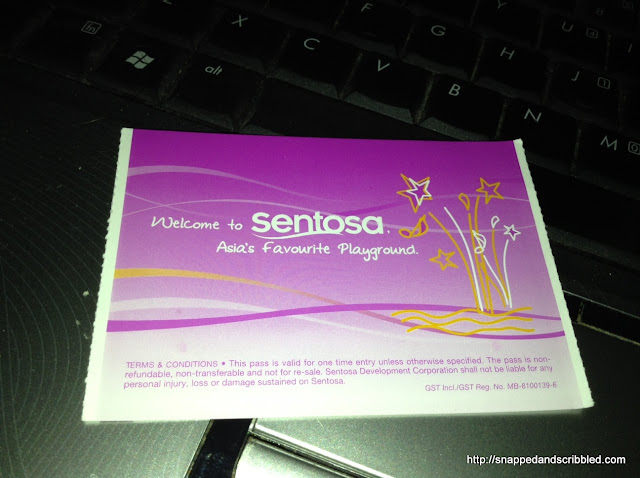 fn
alt
X
C
V
B
N
M
F
G
H
J
K
U
I
Welcome to Sentosa.
Asia's Favourite Playground.
TERMS & CONDITIONS • This pass is valid for one time entry unless otherwise specified. The pass is non-
refundable, non-transferable and not for re-sale. Sentosa Development Corporation shall not be liable for any
personal injury, loss or damage sustained on Sentosa.
GST Incl./GST Reg. No. MB-8100139-6
http://snappedandscribbled.com